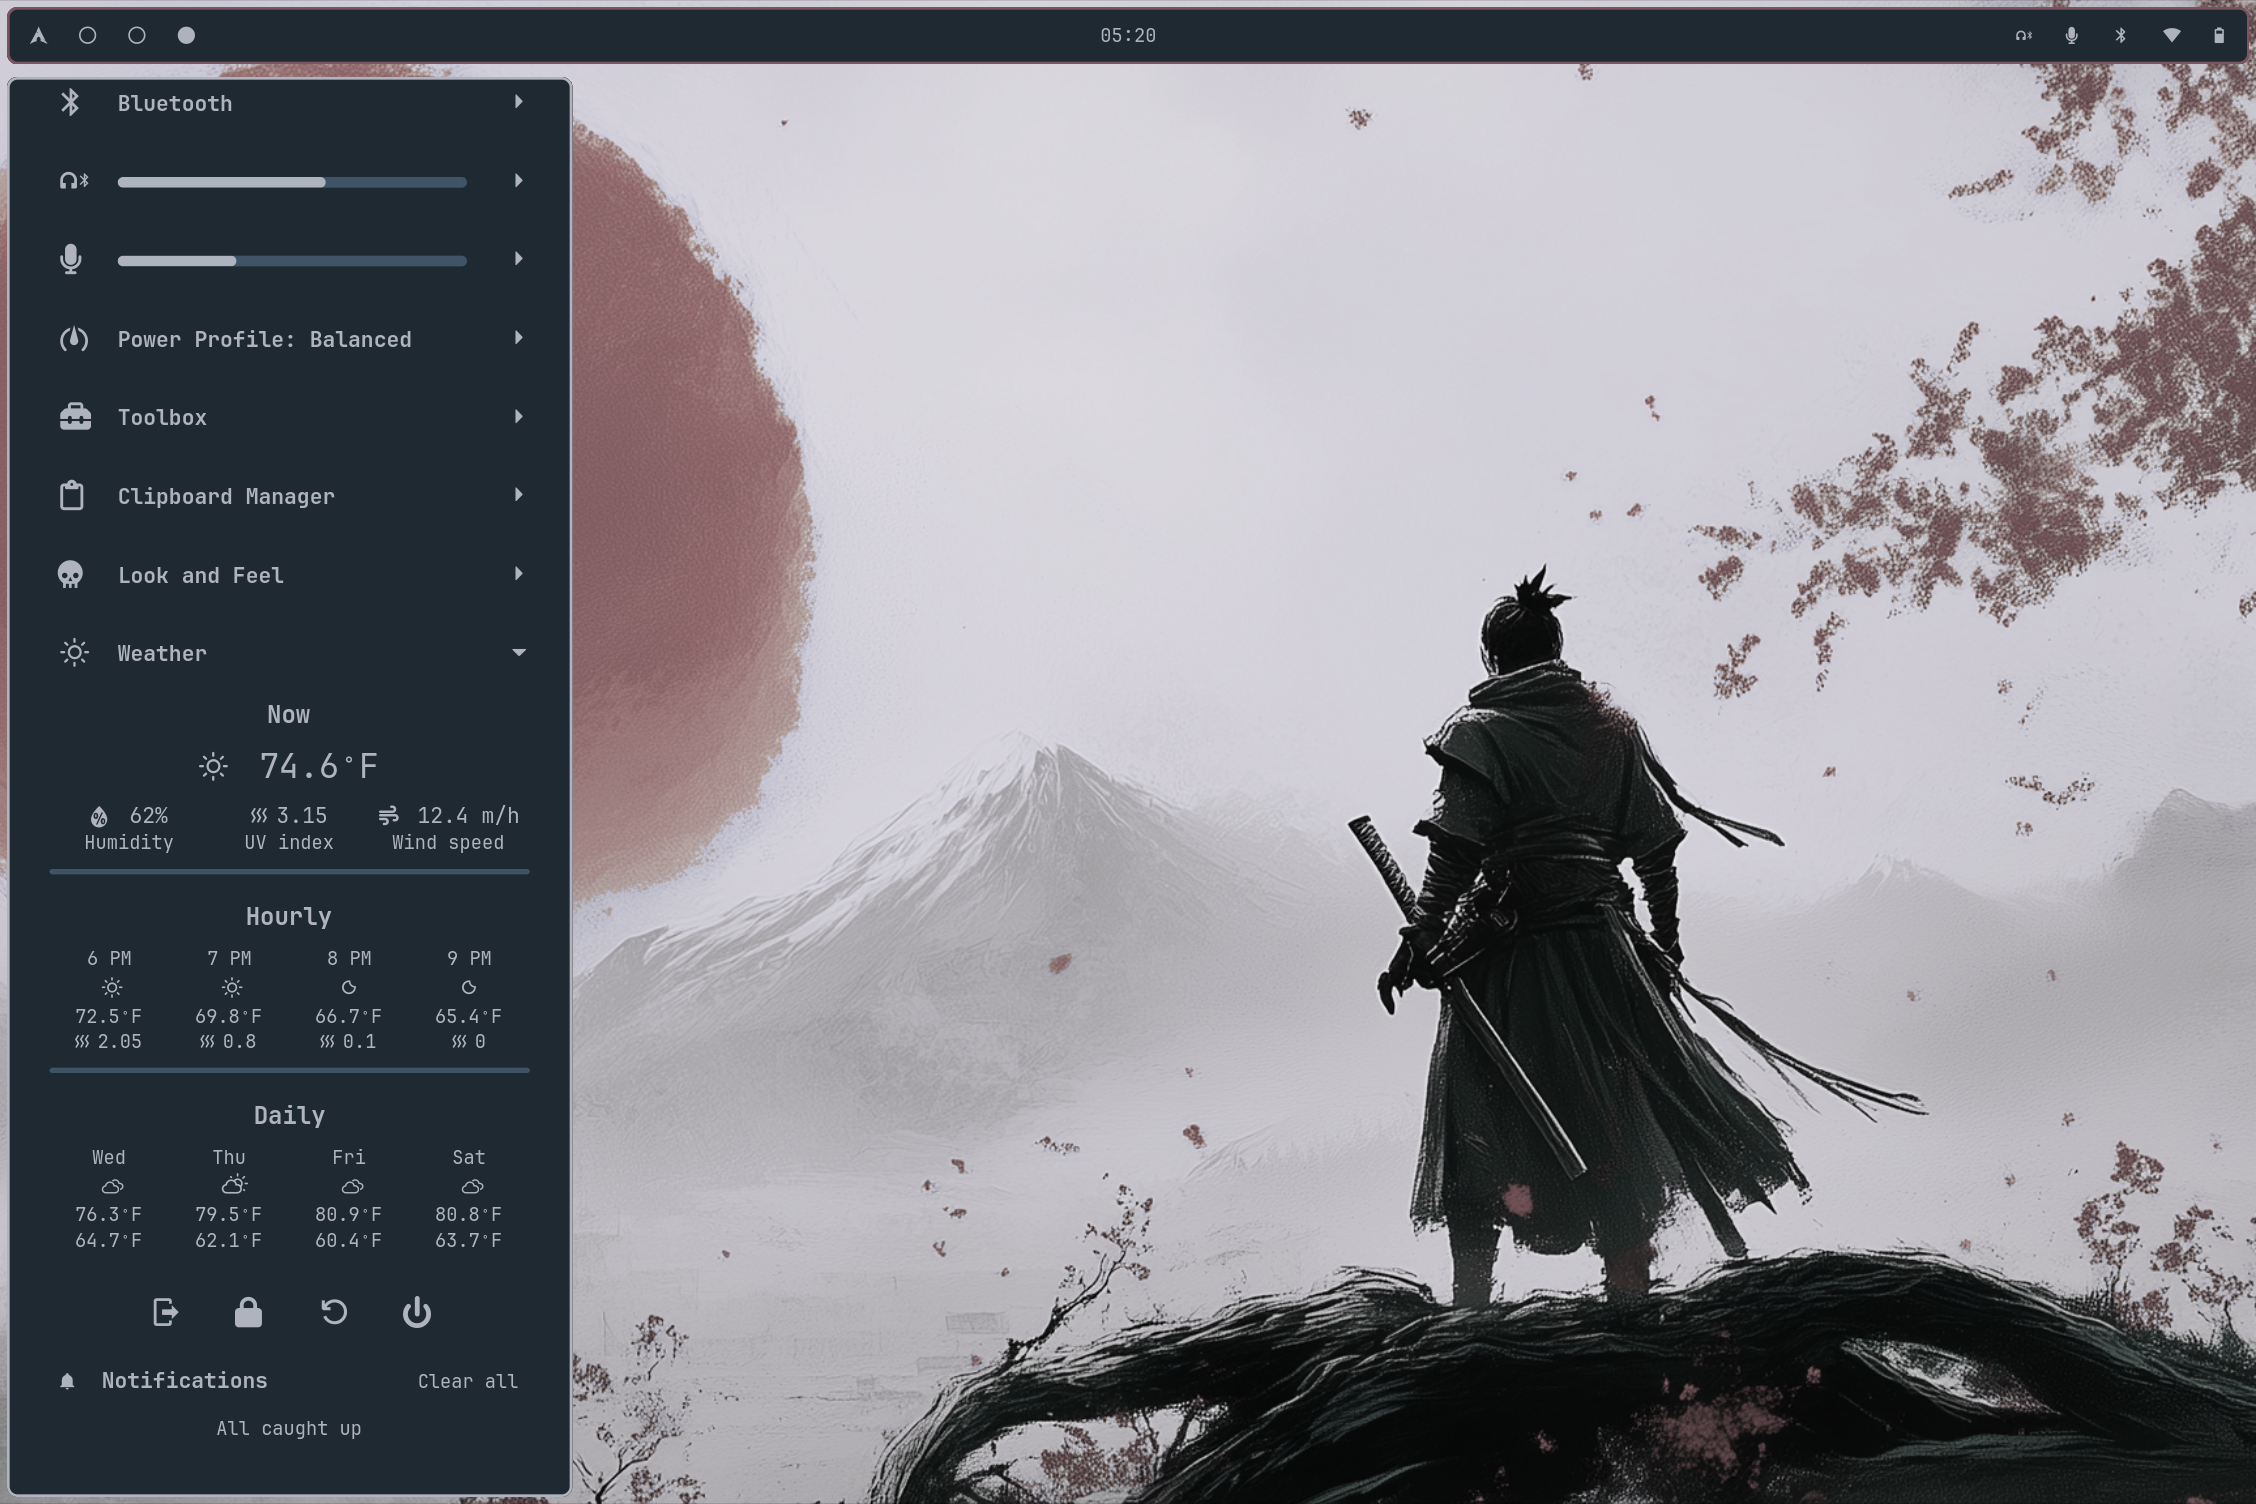 05:20
Bluetooth
Power Profile: Balanced
Toolbox
Clipboard Manager
Look and Feel
Weather
Now
74.6°F
62% 3.15 12.4 m/h
Humidity UV index Wind speed
Hourly
6 PM 7 PM 8 PM 9 PM
72.5°F 69.8°F 66.7°F 65.4°F
2.05 0.8 0.1 0
Daily
Wed Thu Fri Sat
76.3°F 79.5°F 80.9°F 80.8°F
64.7°F 62.1°F 60.4°F 63.7°F
Notifications Clear all
All caught up